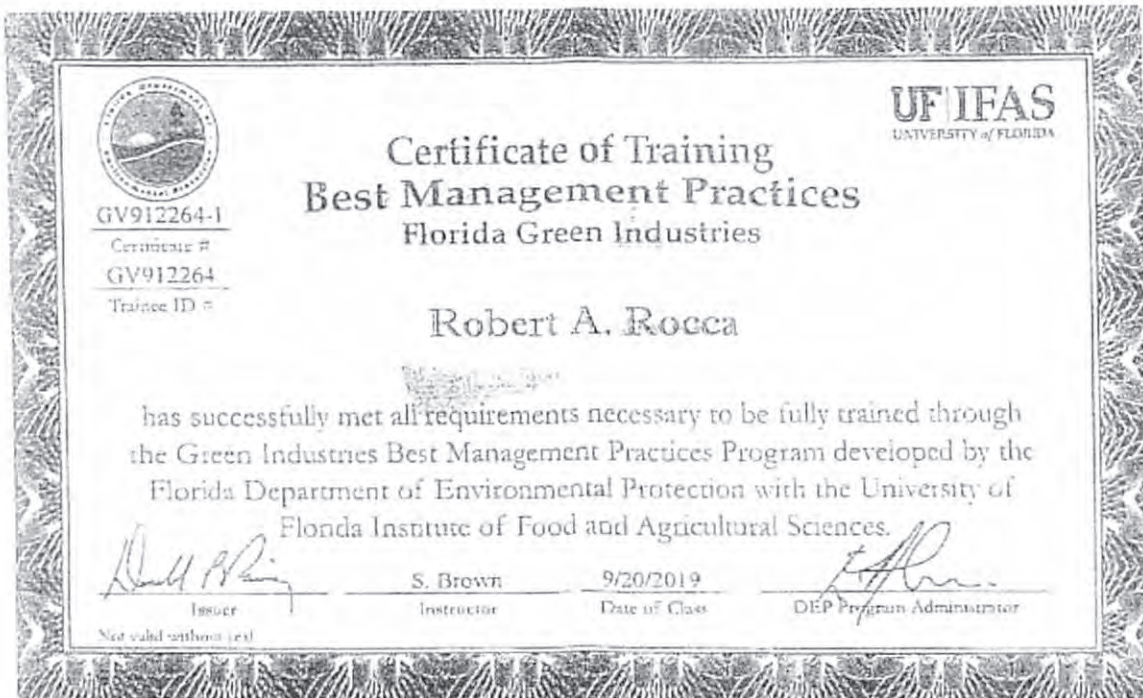 GV912264-1
Certificate #
GV912264
Trainee ID #
UF IFAS
UNIVERSITY of FLORIDA
Certificate of Training
Best Management Practices
Florida Green Industries
Robert A. Rocca
has successfully met all requirements necessary to be fully trained through
the Green Industries Best Management Practices Program developed by the
Florida Department of Environmental Protection with the University of
Florida Institute of Food and Agricultural Sciences.
Issuer
S. Brown
Instructor
9/20/2019
Date of Class
DEP Program Administrator
Not valid without seal